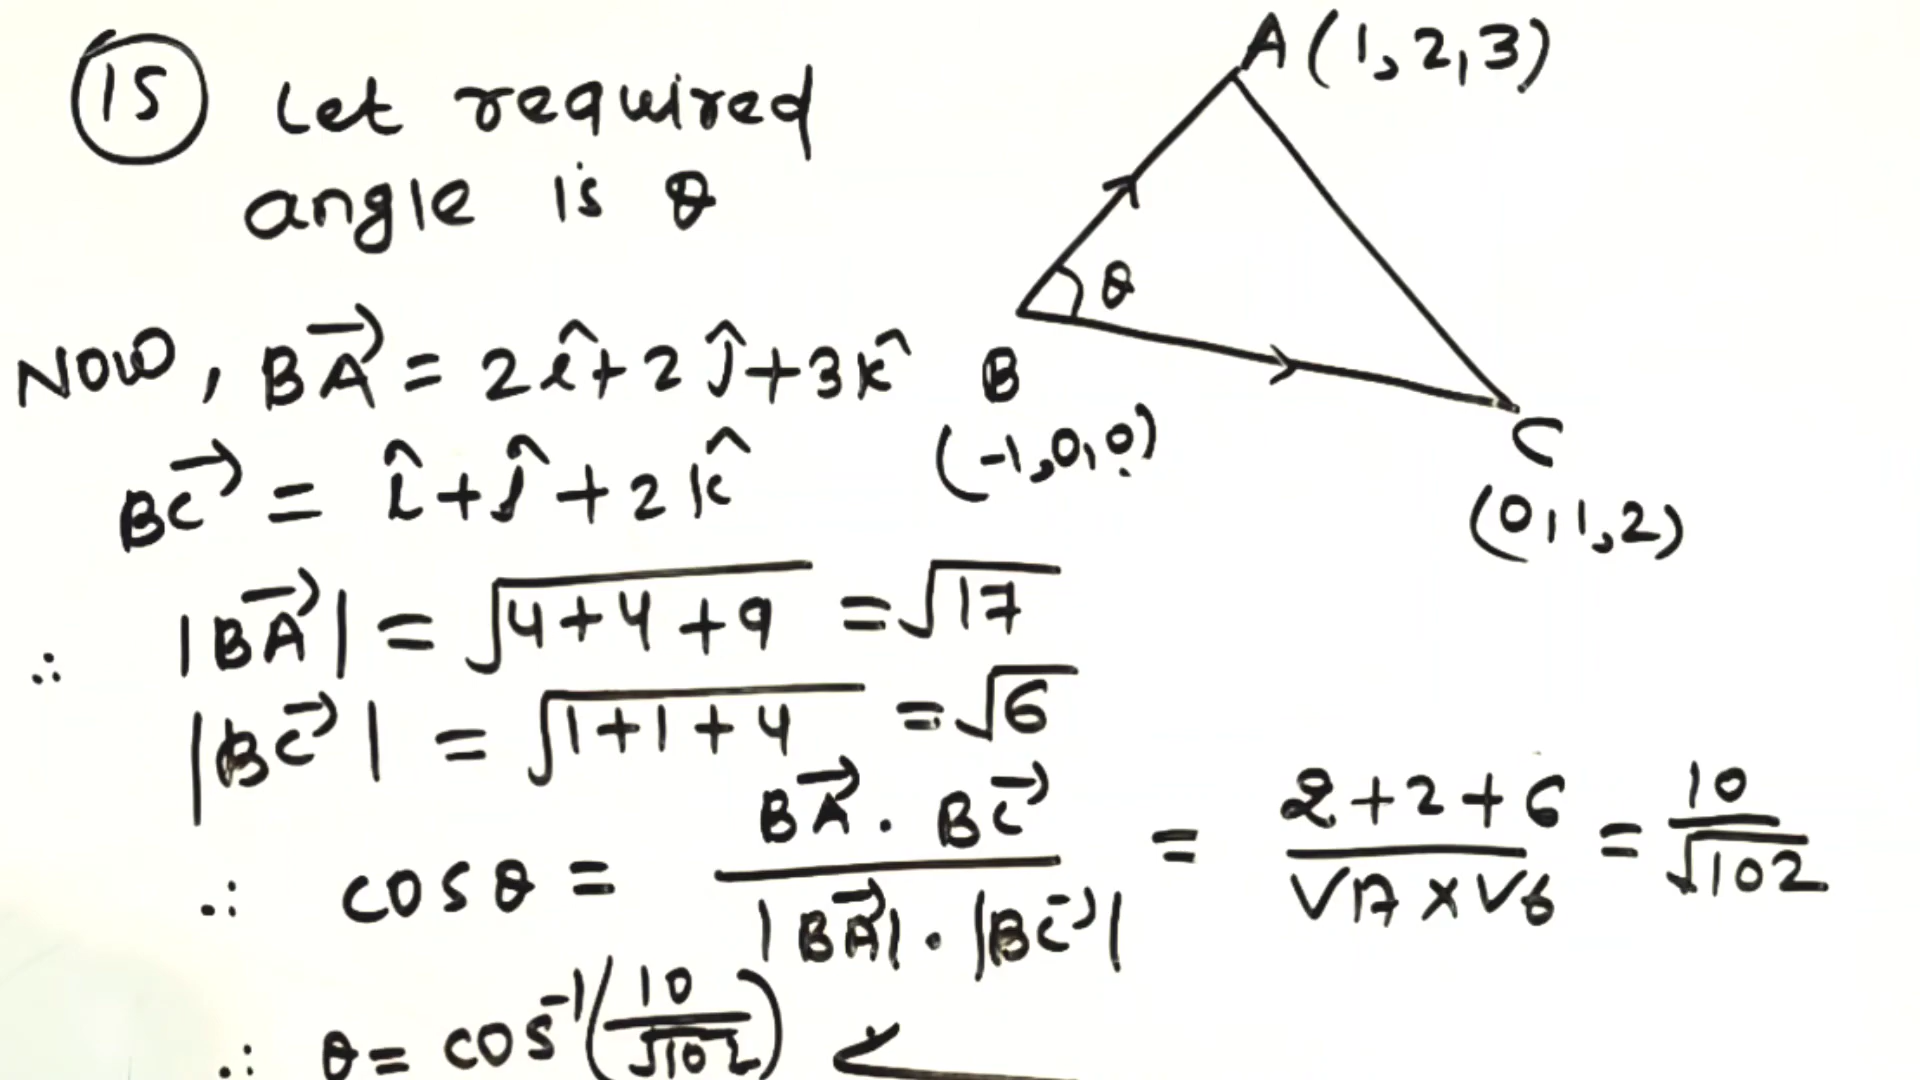 15 Let required
angle is θ
A(1,2,3)
θ
Now, BA⃗ = 2î+2ĵ+3k̂
B
(-1,0,0)
C
(0,1,2)
BC⃗ = î+ĵ+2k̂
∴ |BA⃗| = √4+4+9 = √17
|BC⃗| = √1+1+4 = √6
∴ cosθ = BA⃗ . BC⃗ / |BA⃗| . |BC⃗| = 2+2+6 / √17 × √6 = 10 / √102
∴ θ = cos⁻¹(10/√102)